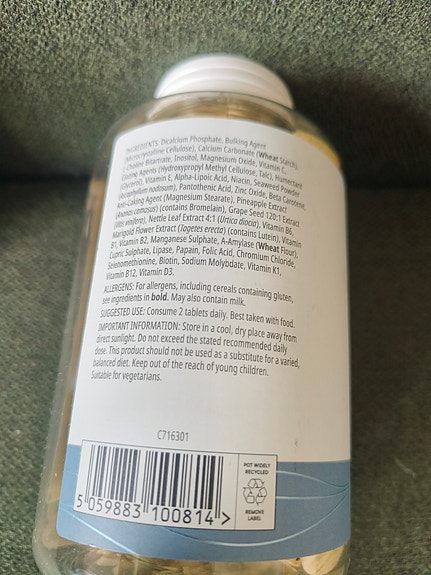 INGREDIENTS: Dicalcium Phosphate, Bulking Agent
(Microcrystalline Cellulose), Calcium Carbonate (Wheat Starch),
Choline Bitartrate, Inositol, Magnesium Oxide, Vitamin C,
Glazing Agents (Hydroxypropyl Methyl Cellulose, Talc), Humectant
(Glycerol), Vitamin E, Alpha-Lipoic Acid, Niacin, Seaweed Powder
(Ascophyllum nodosum), Pantothenic Acid, Zinc Oxide, Beta Carotene,
Anti-Caking Agent (Magnesium Stearate), Pineapple Extract
(Ananas comosus) (contains Bromelain), Grape Seed 120:1 Extract
(Vitis vinifera), Nettle Leaf Extract 4:1 (Urtica dioica), Vitamin B6,
Marigold Flower Extract (Tagetes erecta) (contains Lutein), Vitamin
B1, Vitamin B2, Manganese Sulphate, A-Amylase (Wheat Flour),
Cupric Sulphate, Lipase, Papain, Folic Acid, Chromium Chloride,
Selenomethionine, Biotin, Sodium Molybdate, Vitamin K1,
Vitamin B12, Vitamin D3.
ALLERGENS: For allergens, including cereals containing gluten,
see ingredients in bold. May also contain milk.
SUGGESTED USE: Consume 2 tablets daily. Best taken with food.
IMPORTANT INFORMATION: Store in a cool, dry place away from
direct sunlight. Do not exceed the stated recommended daily
dose. This product should not be used as a substitute for a varied,
balanced diet. Keep out of the reach of young children.
Suitable for vegetarians.
C716301
POT WIDELY
RECYCLED
REMOVE
LABEL
5 059883 100814 >